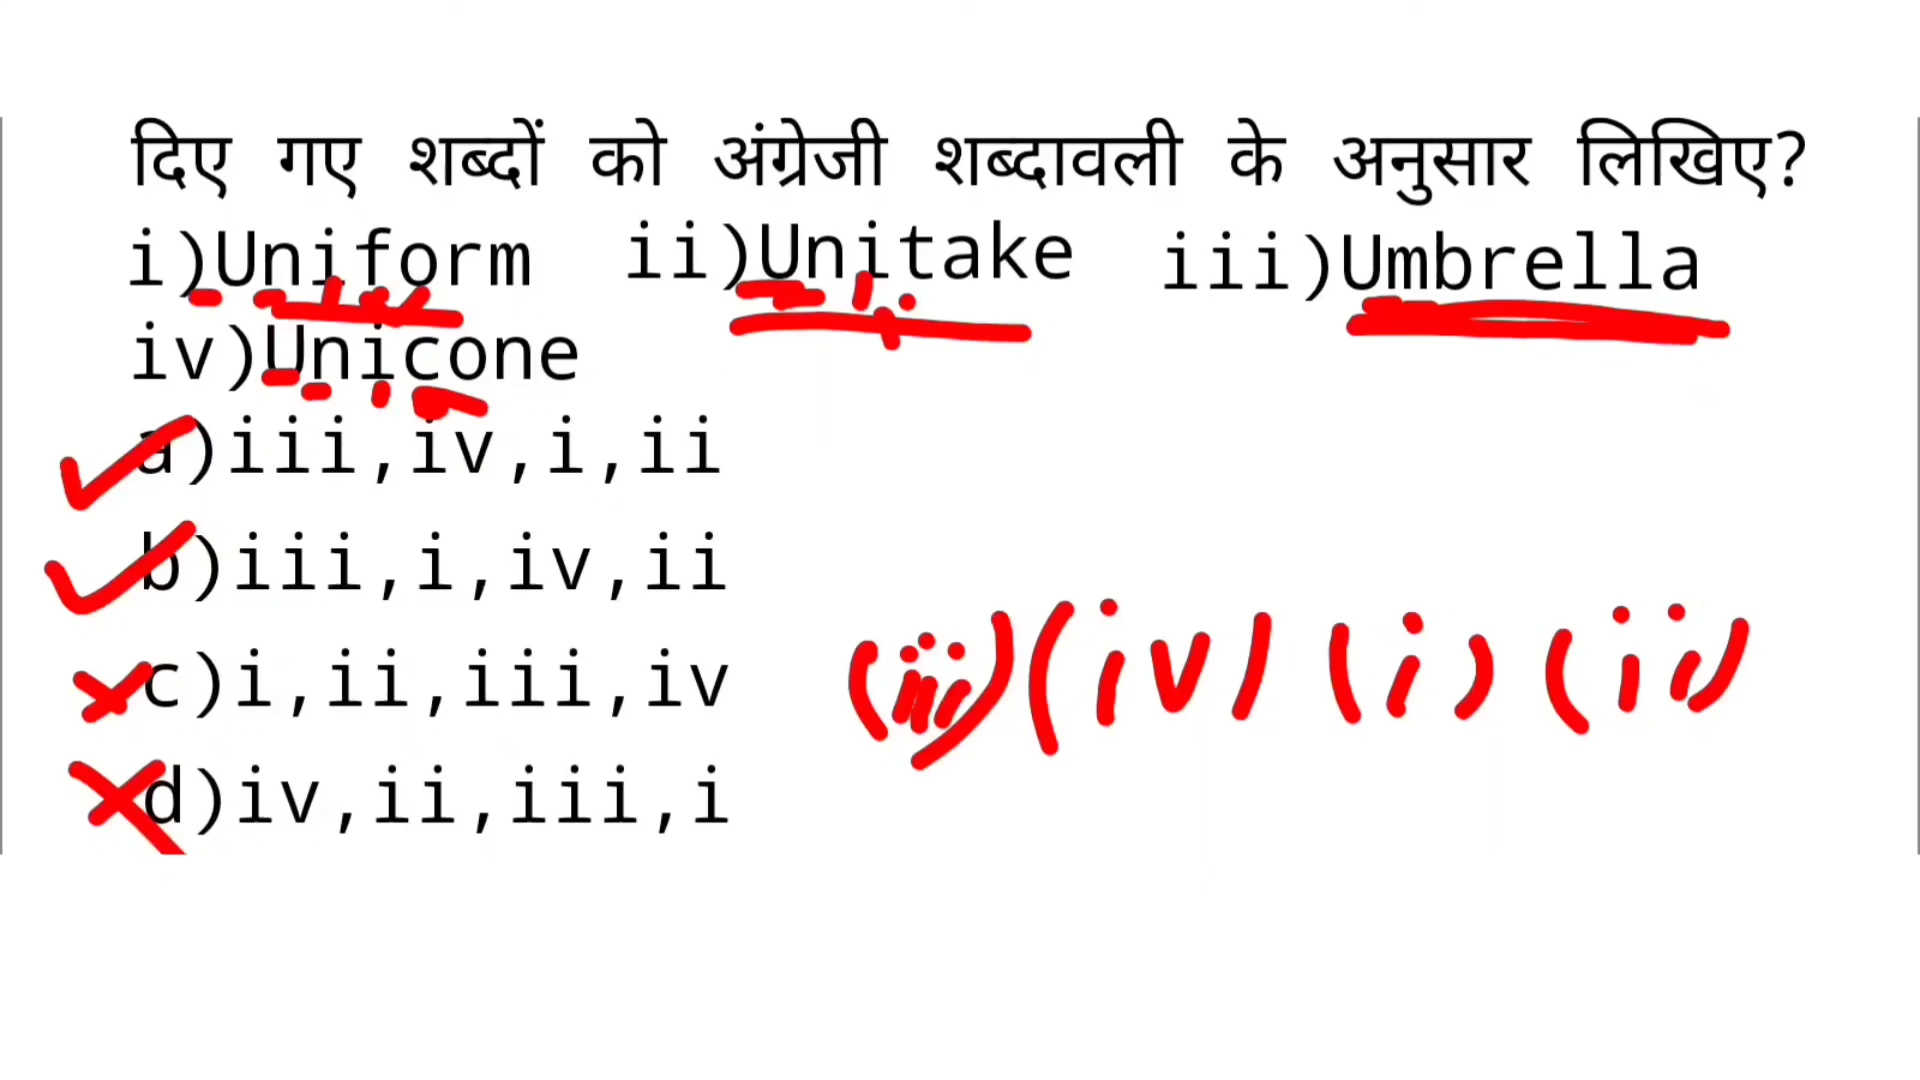 दिए गए शब्दों को अंग्रेजी शब्दावली के अनुसार लिखिए?
i)Uniform ii)Unitake iii)Umbrella
iv)Unicone
a)iii,iv,i,ii
b)iii,i,iv,ii
c)i,ii,iii,iv
d)iv,ii,iii,i
(iii) (iv) (i) (ii)